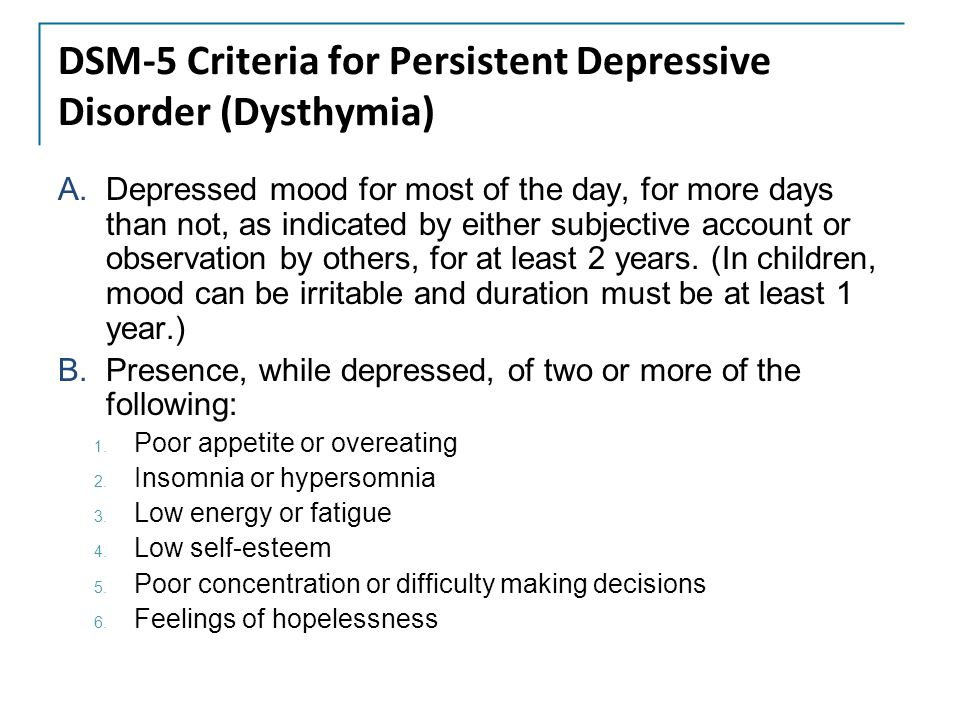 DSM-5 Criteria for Persistent Depressive
Disorder (Dysthymia)
A. Depressed mood for most of the day, for more days
than not, as indicated by either subjective account or
observation by others, for at least 2 years. (In children,
mood can be irritable and duration must be at least 1
year.)
B. Presence, while depressed, of two or more of the
following:
1. Poor appetite or overeating
2. Insomnia or hypersomnia
3. Low energy or fatigue
4. Low self-esteem
5. Poor concentration or difficulty making decisions
6. Feelings of hopelessness